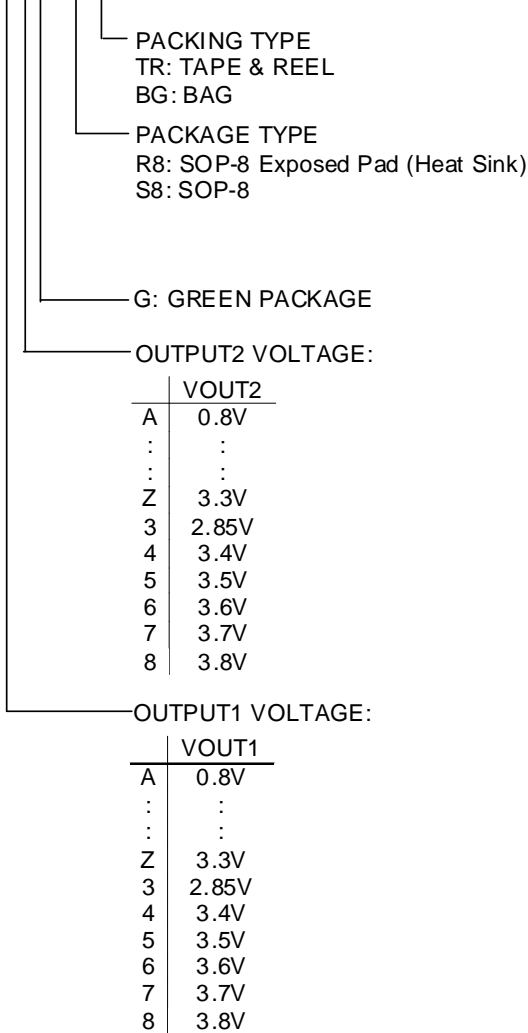 PACKING TYPE
TR: TAPE & REEL
BG: BAG
PACKAGE TYPE
R8: SOP-8 Exposed Pad (Heat Sink)
S8: SOP-8
G: GREEN PACKAGE
OUTPUT2 VOLTAGE:
VOUT2
A 0.8V
: :
: :
Z 3.3V
3 2.85V
4 3.4V
5 3.5V
6 3.6V
7 3.7V
8 3.8V
OUTPUT1 VOLTAGE:
VOUT1
A 0.8V
: :
: :
Z 3.3V
3 2.85V
4 3.4V
5 3.5V
6 3.6V
7 3.7V
8 3.8V